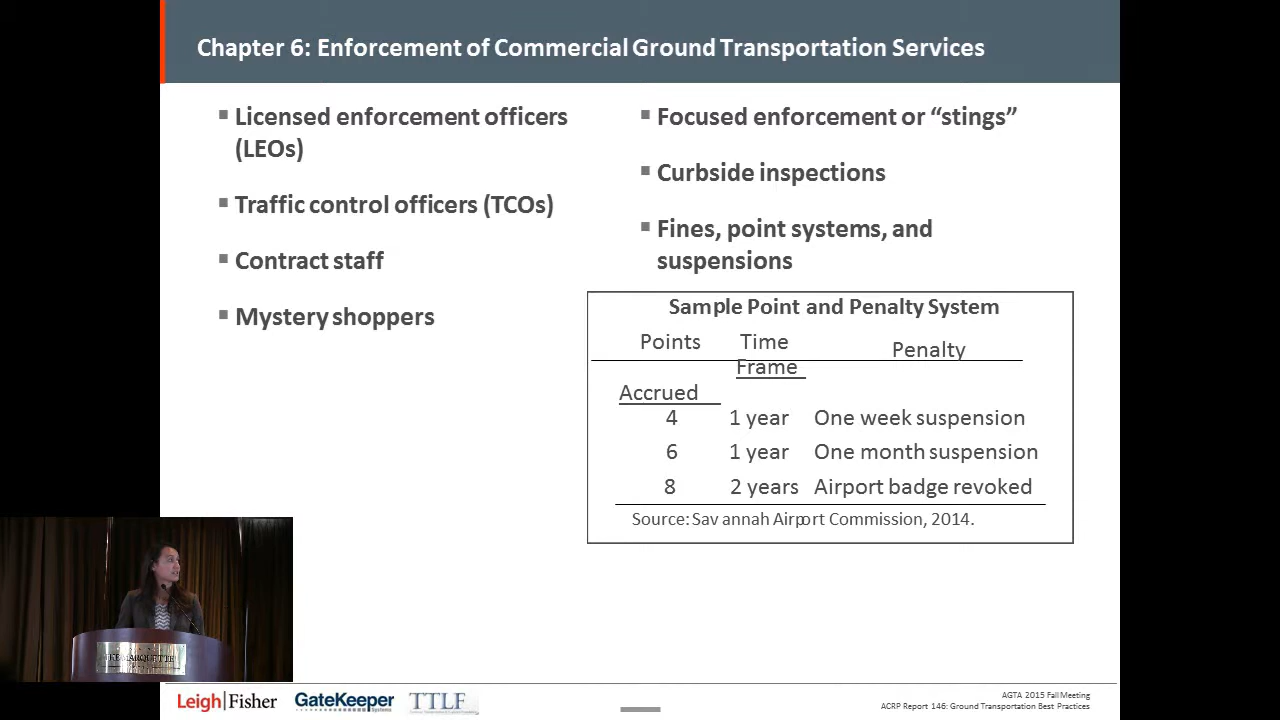 Chapter 6: Enforcement of Commercial Ground Transportation Services
Licensed enforcement officers
(LEOs)
Traffic control officers (TCOs)
Contract staff
Mystery shoppers
Focused enforcement or “stings”
Curbside inspections
Fines, point systems, and
suspensions
Sample Point and Penalty System
Points Time Penalty
Frame
Accrued
4 1 year One week suspension
6 1 year One month suspension
8 2 years Airport badge revoked
Source: Sav annah Airport Commission, 2014.
Leigh|Fisher GateKeeper TTLF
Systems
AGTA 2015 Fall Meeting
ACRP Report 146: Ground Transportation Best Practices